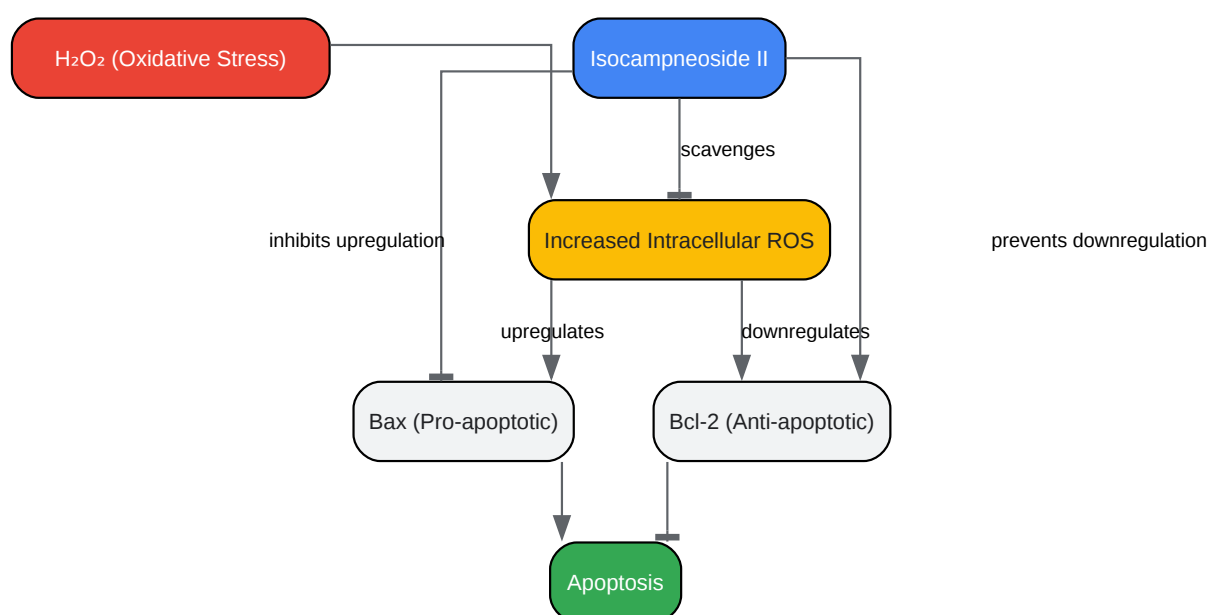 H₂O₂ (Oxidative Stress)
Isocampneoside II
scavenges
inhibits upregulation
Increased Intracellular ROS
prevents downregulation
upregulates
downregulates
Bax (Pro-apoptotic)
Bcl-2 (Anti-apoptotic)
Apoptosis